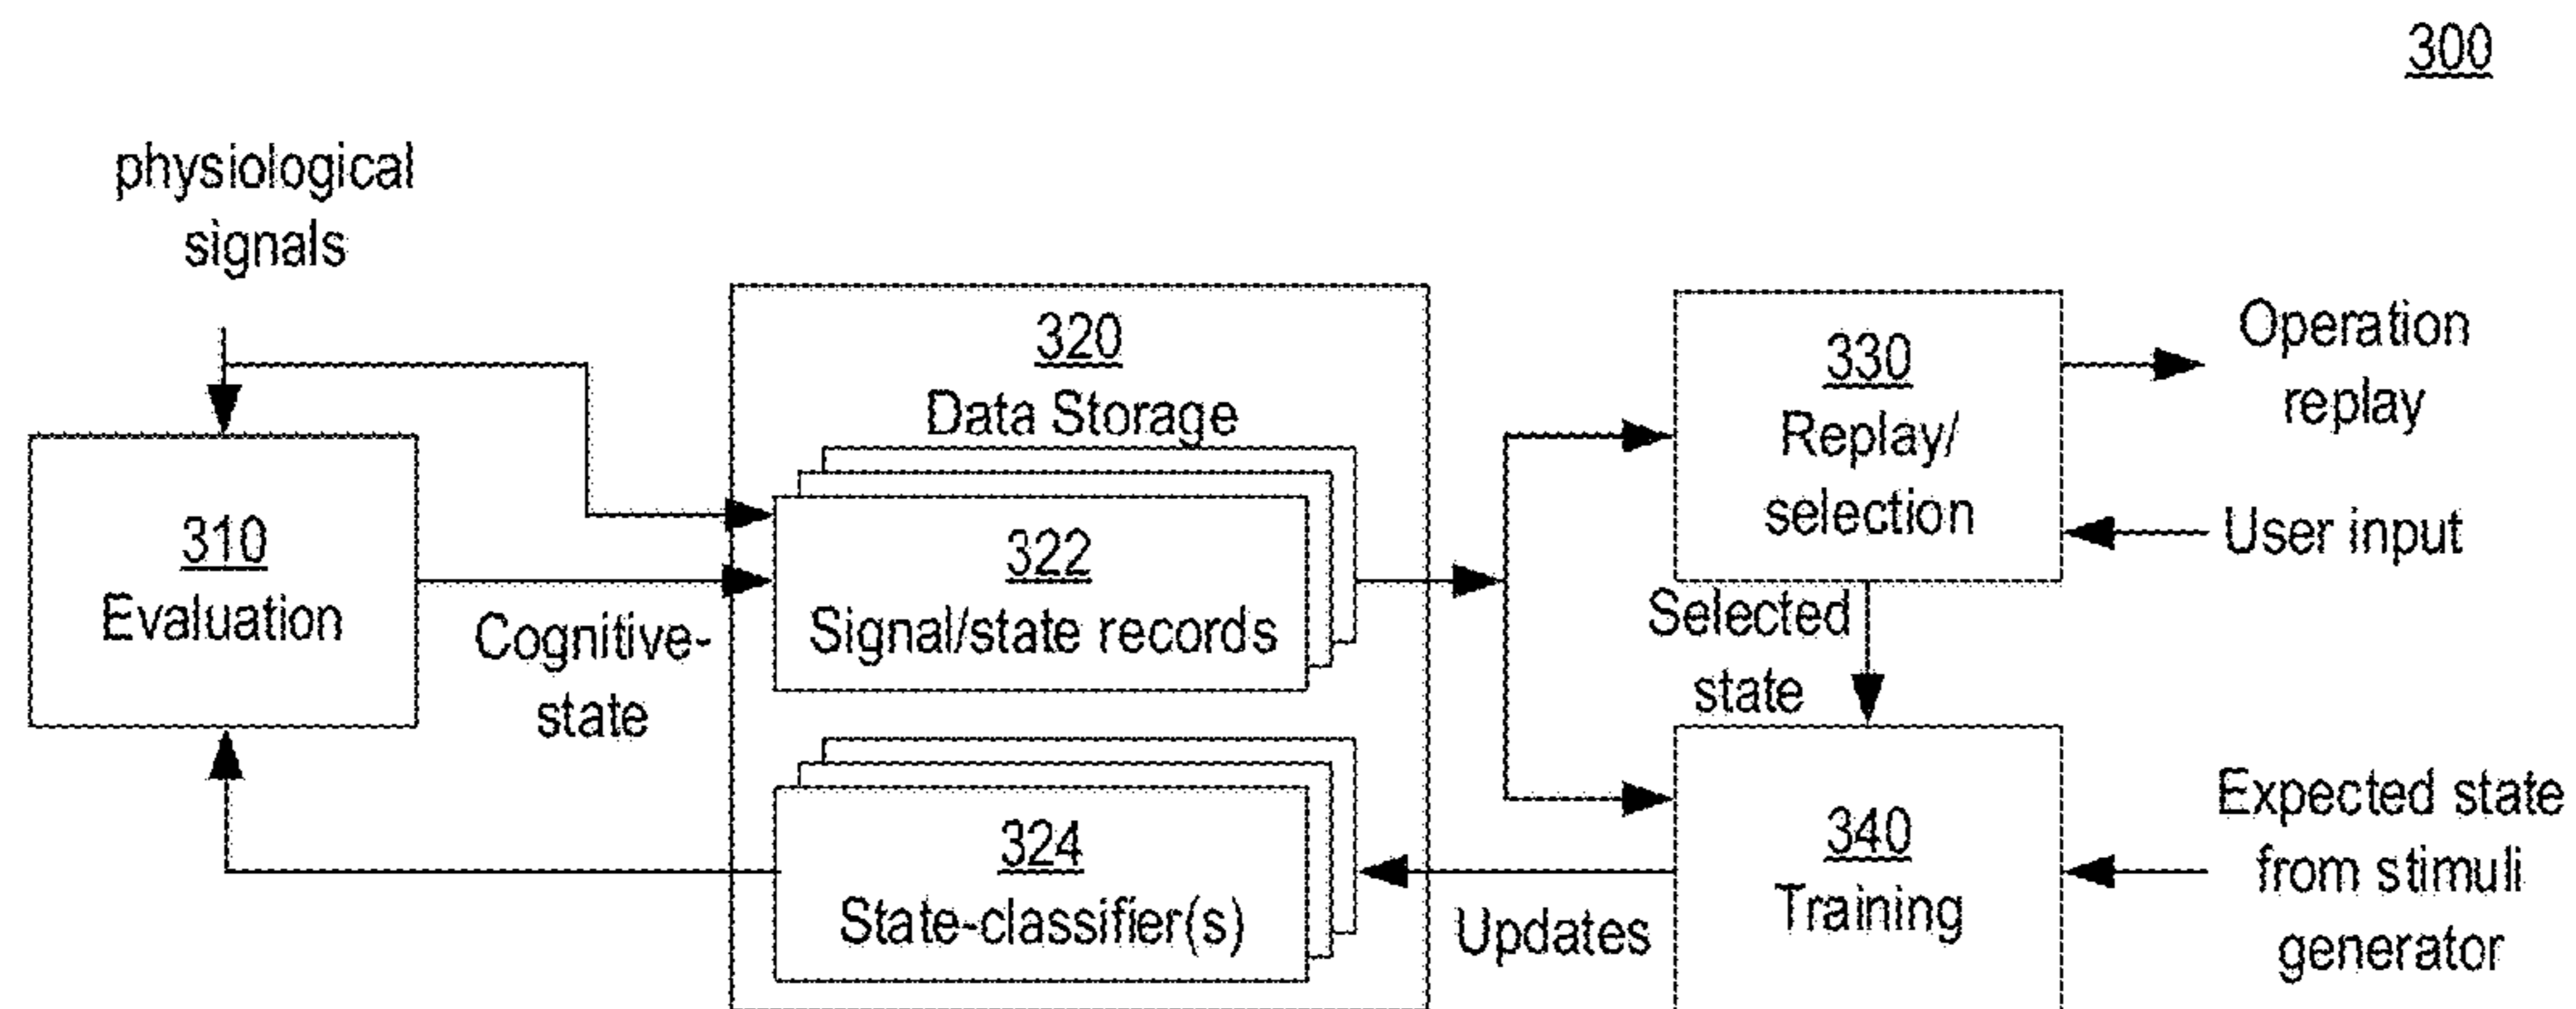 300
physiological
signals
310
Evaluation
Cognitive-
state
320
Data Storage
322
Signal/state records
324
State-classifier(s)
330
Replay/
selection
Operation
replay
User input
Selected
state
340
Training
Updates
Expected state
from stimuli
generator